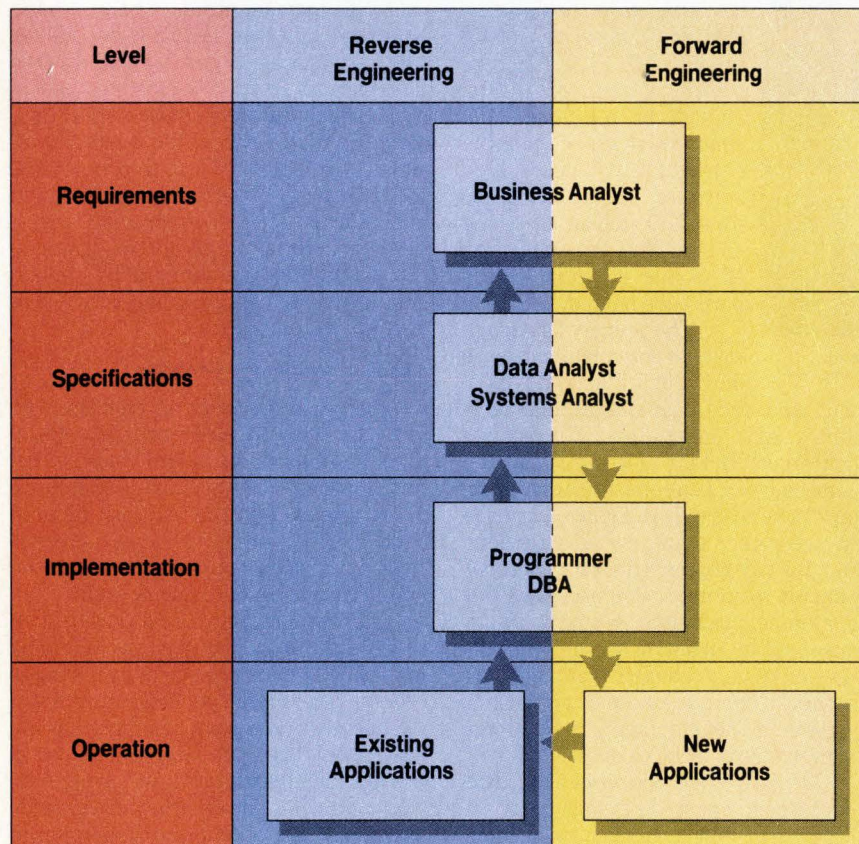 Level
Reverse
Engineering
Forward
Engineering
Requirements
Business Analyst
Specifications
Data Analyst
Systems Analyst
Implementation
Programmer
DBA
Operation
Existing
Applications
New
Applications